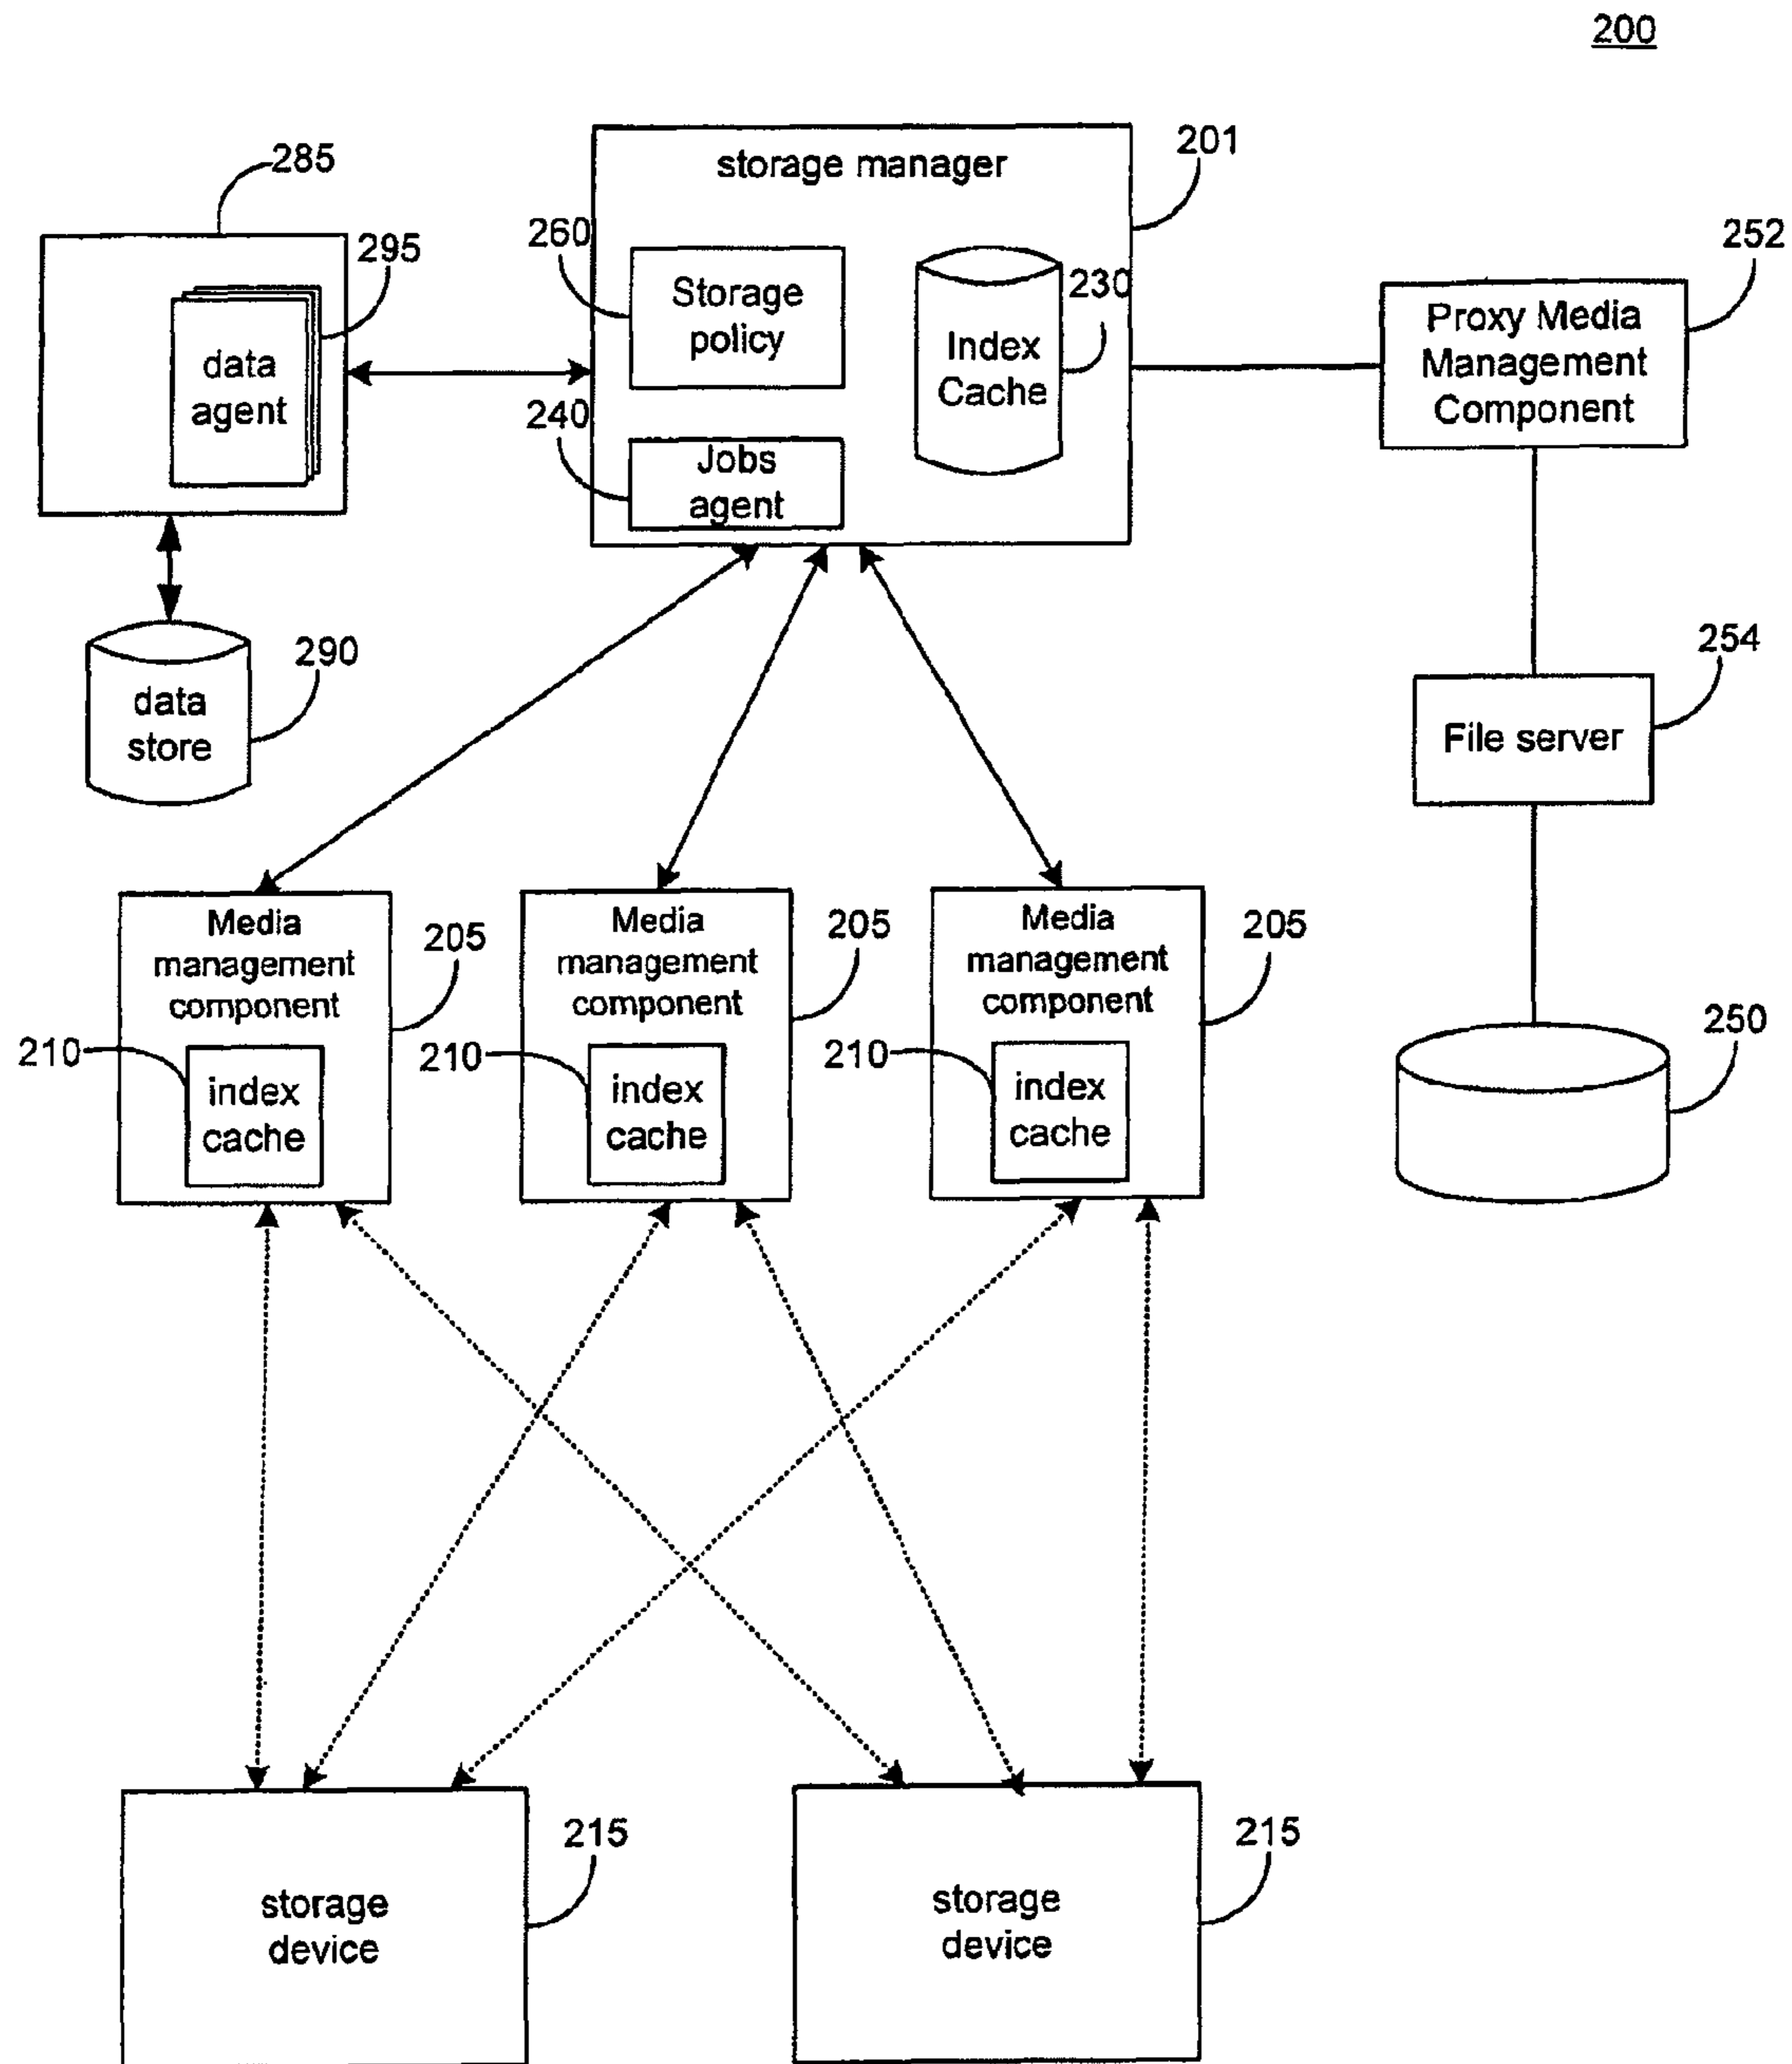 200
285
295
data
agent
290
data
store
storage manager
201
260
Storage
policy
230
Index
Cache
240
Jobs
agent
252
Proxy Media
Management
Component
254
File server
250
Media
management
component
205
210
index
cache
Media
management
component
205
210
index
cache
Media
management
component
205
210
index
cache
storage
device
215
storage
device
215